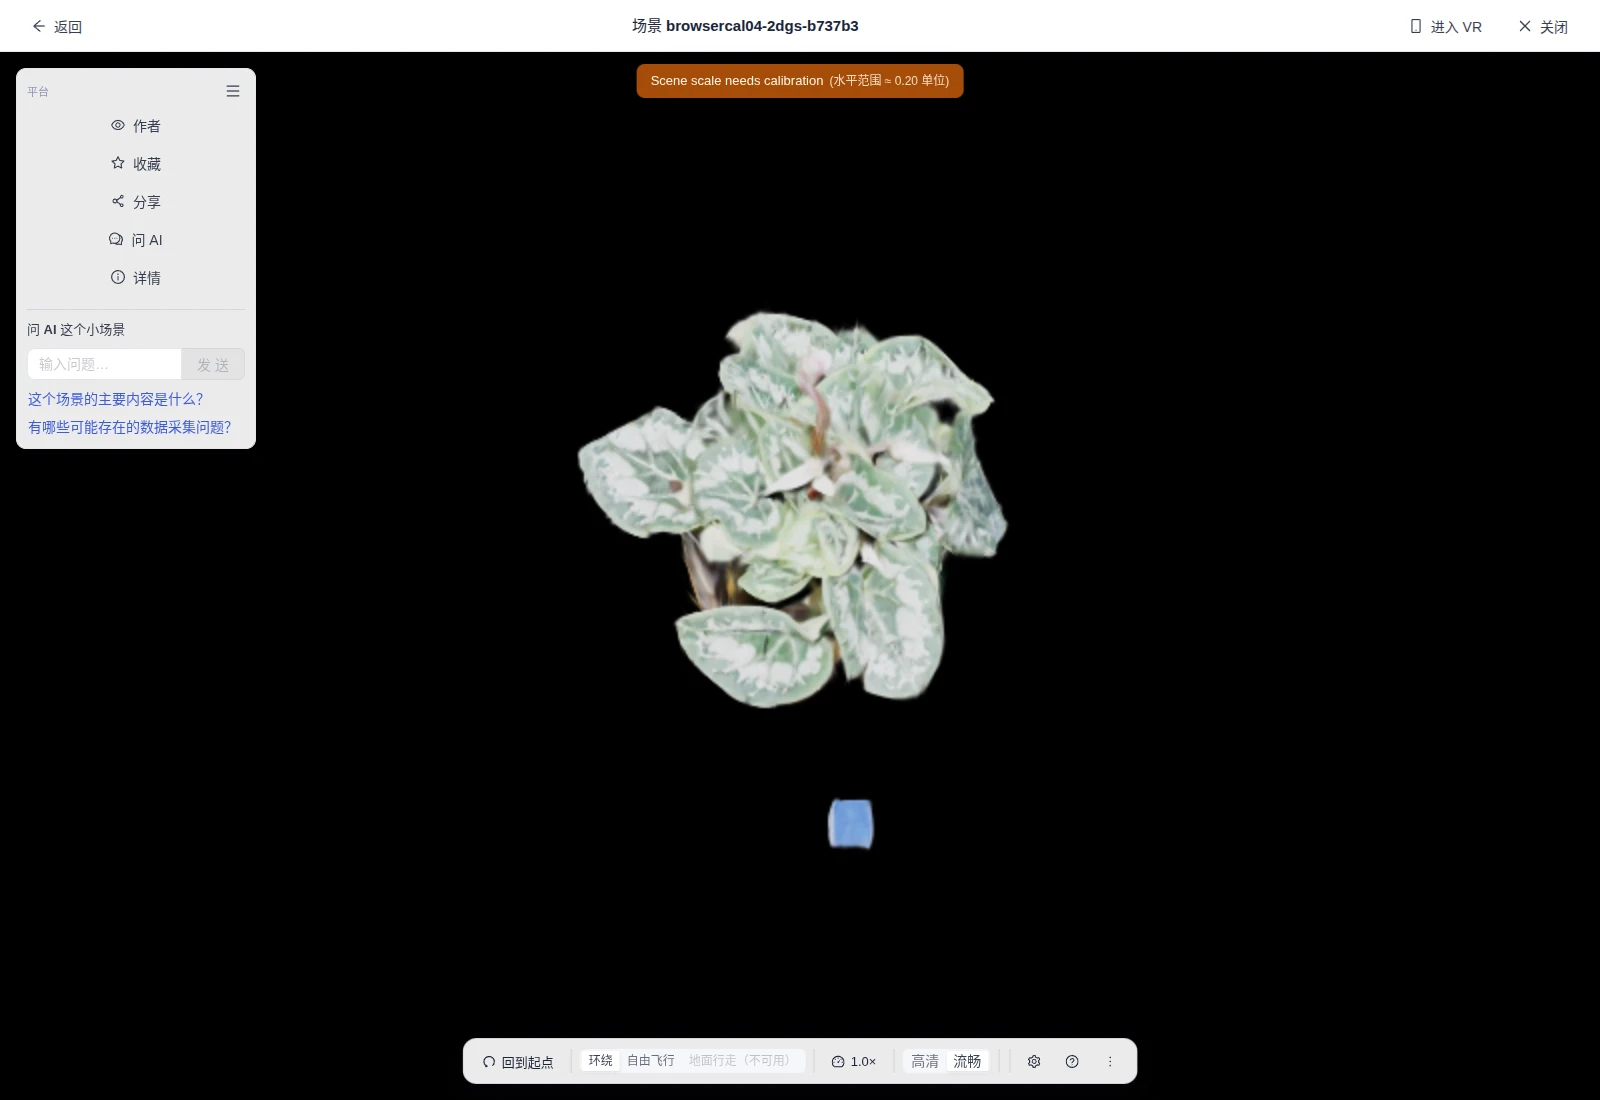 返回
场景 browsercal04-2dgs-b737b3
进入 VR
关闭
Scene scale needs calibration (水平范围 ≈ 0.20 单位)
平台
作者
收藏
分享
问 AI
详情
问 AI 这个小场景
输入问题...
发 送
这个场景的主要内容是什么?
有哪些可能存在的数据采集问题?
回到起点
环绕
自由飞行
地面行走（不可用）
1.0×
高清
流畅